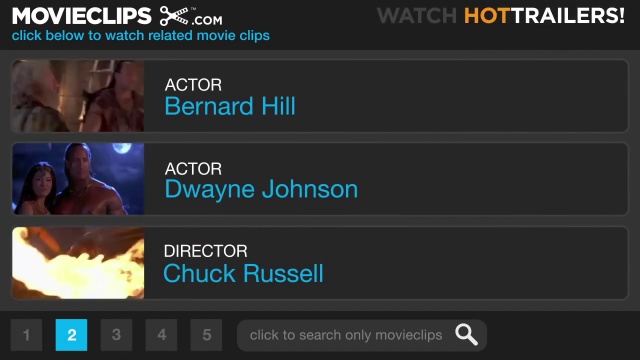 MOVIECLIPS .COM
WATCH HOTTRAILERS!
click below to watch related movie clips
ACTOR
Bernard Hill
ACTOR
Dwayne Johnson
DIRECTOR
Chuck Russell
1 2 3 4 5 click to search only movieclips